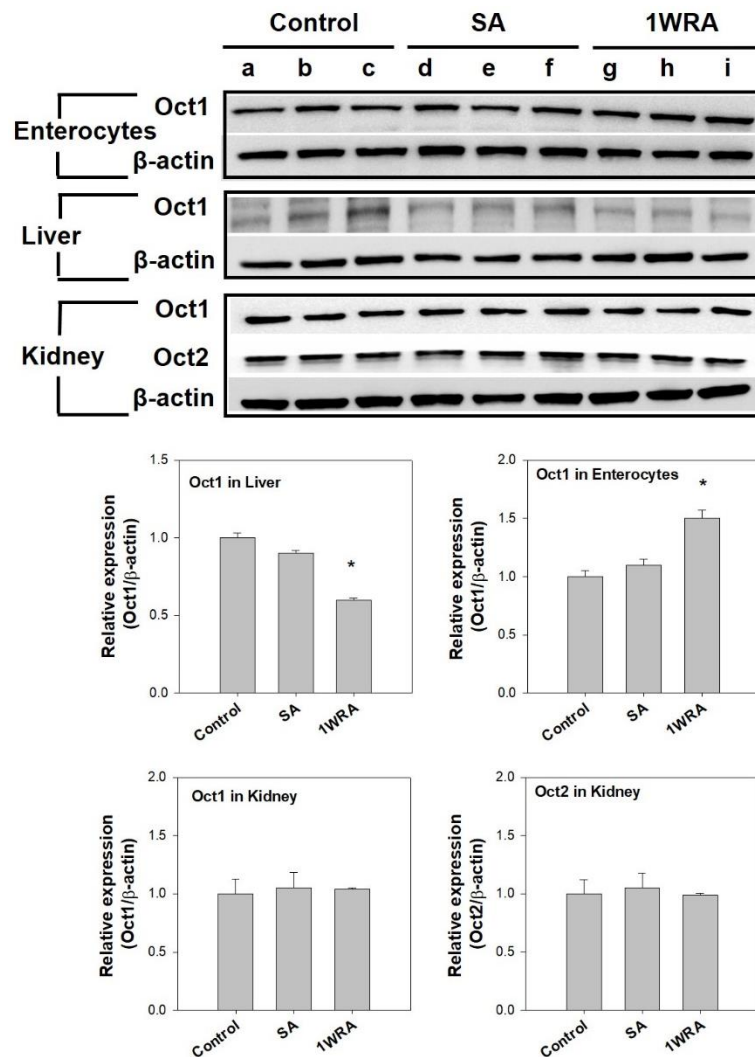 Control SA 1WRA
a b c d e f g h i
Enterocytes
Oct1
β-actin
Liver
Oct1
β-actin
Kidney
Oct1
Oct2
β-actin
Oct1 in Liver
Relative expression
(Oct1/β-actin)
1.5
1.0
0.5
0.0
*
Control SA 1WRA
Oct1 in Enterocytes
Relative expression
(Oct1/β-actin)
2.0
1.5
1.0
0.5
0.0
*
Control SA 1WRA
Oct1 in Kidney
Relative expression
(Oct1/β-actin)
2.0
1.5
1.0
0.5
0.0
Control SA 1WRA
Oct2 in Kidney
Relative expression
(Oct2/β-actin)
2.0
1.5
1.0
0.5
0.0
Control SA 1WRA